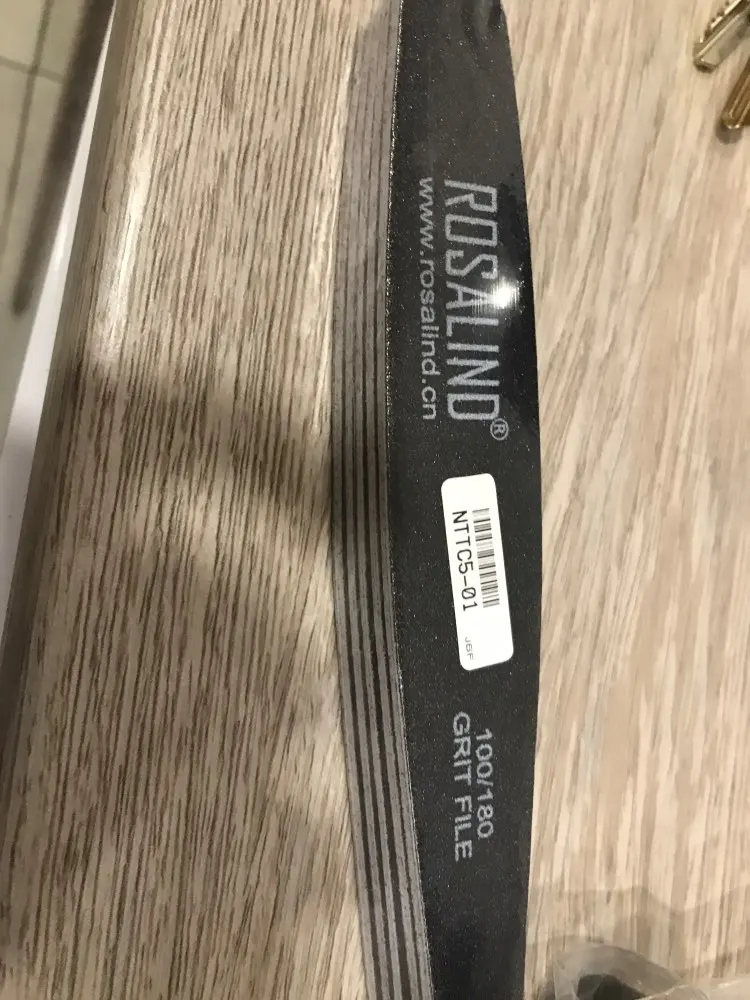 ROSALIND®
www.rosalind.cn
NTTC5-01
JBF
100/180
GRIT FILE